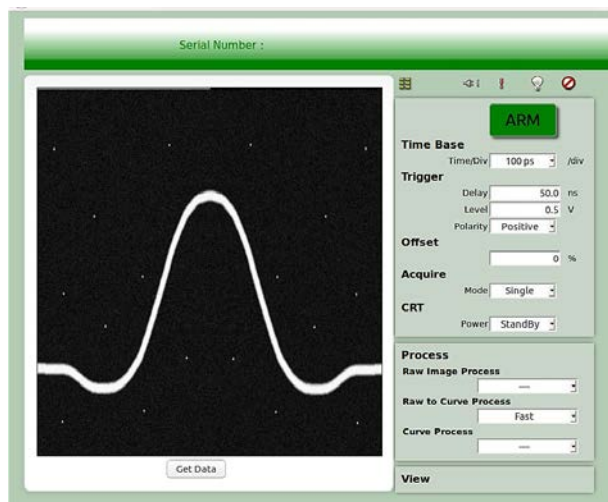 Serial Number :
ARM
Time Base
Time/Div 100 ps /div
Trigger
Delay 50.0 ns
Level 0.5 V
Polarity Positive
Offset
0 %
Acquire
Mode Single
CRT
Power StandBy
Process
Raw Image Process
---
Raw to Curve Process
Fast
Curve Process
---
Get Data
View